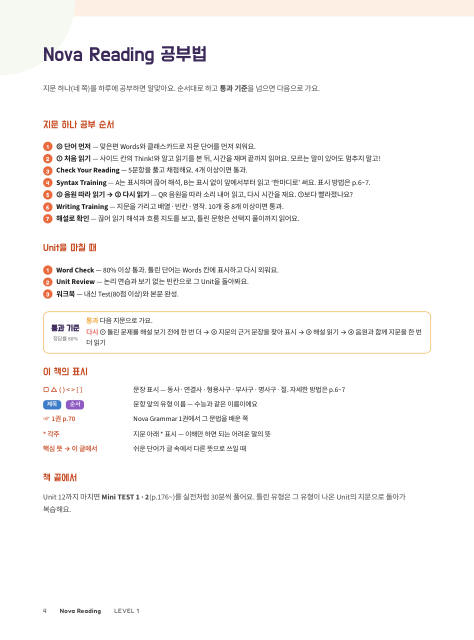 Nova Reading 공부법
지문 하나(네 쪽)를 하루에 공부하면 알맞아요. 순서대로 하고 통과 기준을 넘으면 다음으로 가요.
지문 하나 공부 순서
1 ⓪ 단어 먼저 — 맞은편 Words와 클래스카드로 지문 단어를 먼저 외워요.
2 ① 처음 읽기 — 사이드 칸의 Think!와 알고 읽기를 본 뒤, 시간을 재며 끝까지 읽어요. 모르는 말이 있어도 멈추지 말고!
3 Check Your Reading — 5문항을 풀고 채점해요. 4개 이상이면 통과.
4 Syntax Training — A는 표시하며 끊어 해석, B는 표시 없이 앞에서부터 읽고 '한마디로' 써요. 표시 방법은 p.6~7.
5 ① 음원 따라 읽기 → ② 다시 읽기 — QR 음원을 따라 소리 내어 읽고, 다시 시간을 재요. ①보다 빨라졌나요?
6 Writing Training — 지문을 가리고 배열 · 빈칸 · 영작. 10개 중 8개 이상이면 통과.
7 해설로 확인 — 끊어 읽기 해석과 흐름 지도를 보고, 틀린 문항은 선택지 풀이까지 읽어요.
Unit을 마칠 때
1 Word Check — 80% 이상 통과. 틀린 단어는 Words 칸에 표시하고 다시 외워요.
2 Unit Review — 논리 연습과 보기 없는 빈칸으로 그 Unit을 돌아봐요.
3 워크북 — 내신 Test(80점 이상)와 본문 완성.
통과 기준
정답률 80%
통과 다음 지문으로 가요.
다시 ① 틀린 문제를 해설 보기 전에 한 번 더 → ② 지문의 근거 문장을 찾아 표시 → ③ 해설 읽기 → ④ 음원과 함께 지문을 한 번 더 읽기
이 책의 표시
□ △ ( ) < > [ ] 문장 표시 — 동사 · 연결사 · 형용사구 · 부사구 · 명사구 · 절. 자세한 방법은 p.6~7
제목 순서 문항 앞의 유형 이름 — 수능과 같은 이름이에요
☞ 1권 p.70 Nova Grammar 1권에서 그 문법을 배운 쪽
* 각주 지문 아래 * 표시 — 이해만 하면 되는 어려운 말의 뜻
핵심 뜻 → 이 글에서 쉬운 단어가 글 속에서 다른 뜻으로 쓰일 때
책 끝에서
Unit 12까지 마치면 Mini TEST 1 · 2(p.176~)를 실전처럼 30분씩 풀어요. 틀린 유형은 그 유형이 나온 Unit의 지문으로 돌아가
복습해요.
4 Nova Reading LEVEL 1